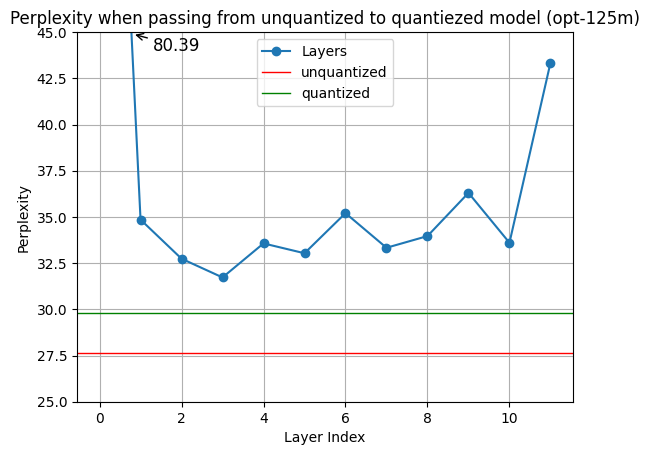 Perplexity when passing from unquantized to quantiezed model (opt-125m)
45.0
42.5
40.0
37.5
35.0
32.5
30.0
27.5
25.0
Perplexity
80.39
Layers
unquantized
quantized
0 2 4 6 8 10
Layer Index